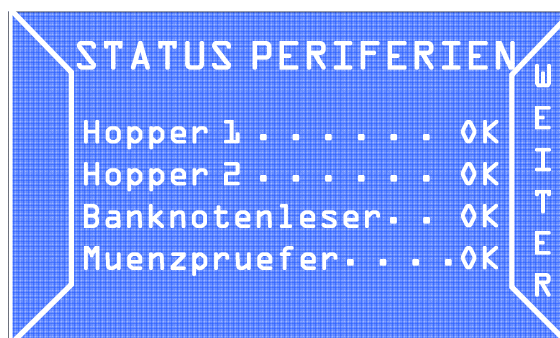 STATUS PERIFERIEN
Hopper 1 . . . . . . OK
Hopper 2 . . . . . . OK
Banknotenleser. . OK
Muenzpruefer. . . .OK
WEITER